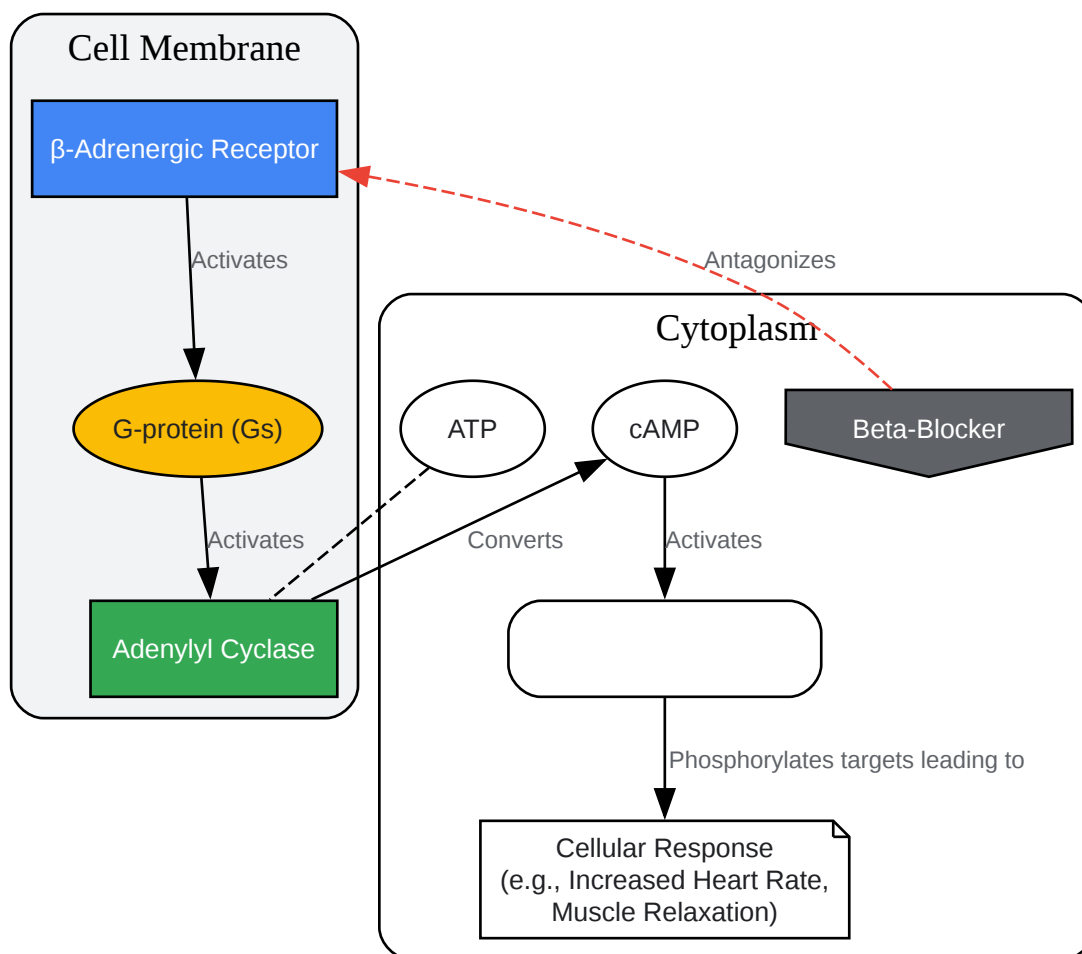 Cell Membrane
β-Adrenergic Receptor
Activates
Antagonizes
Cytoplasm
G-protein (Gs)
ATP
cAMP
Beta-Blocker
Activates
Converts
Activates
Adenylyl Cyclase
Phosphorylates targets leading to
Cellular Response
(e.g., Increased Heart Rate,
Muscle Relaxation)